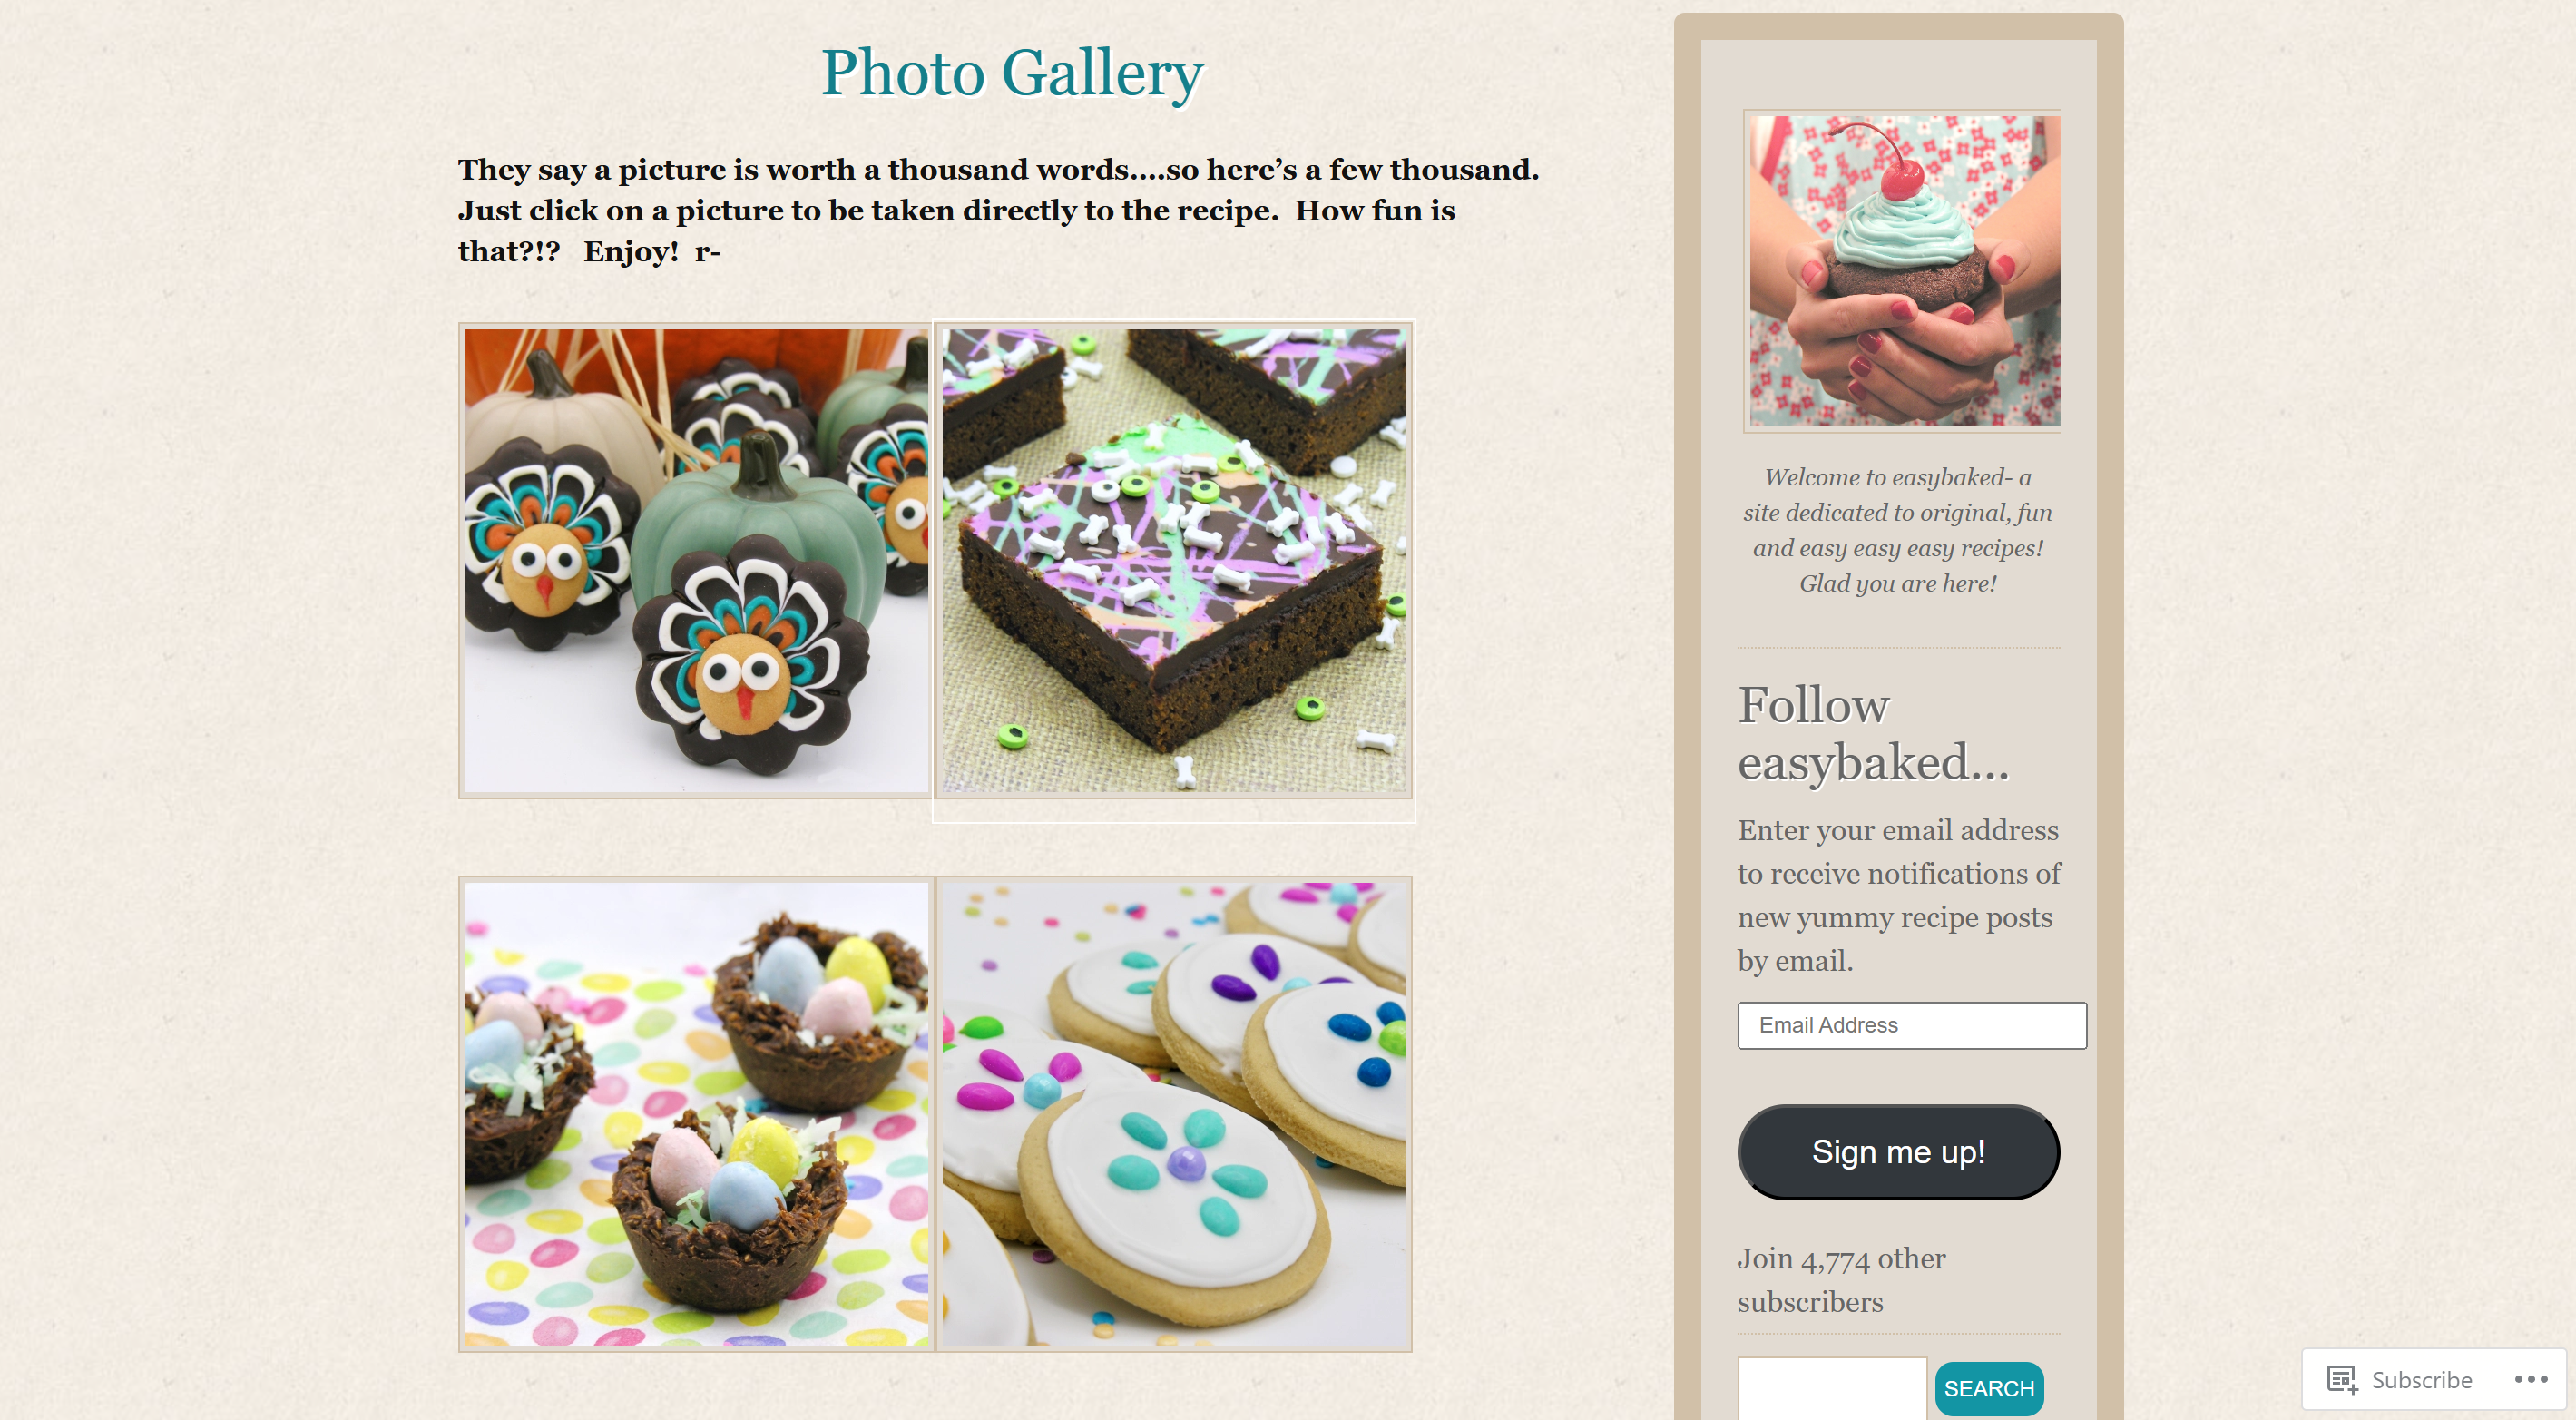 Photo Gallery
They say a picture is worth a thousand words....so here’s a few thousand.
Just click on a picture to be taken directly to the recipe.  How fun is
that?!?   Enjoy!  r-
Welcome to easybaked- a
site dedicated to original, fun
and easy easy easy recipes!
Glad you are here!
Follow
easybaked...
Enter your email address
to receive notifications of
new yummy recipe posts
by email.
Email Address
Sign me up!
Join 4,774 other
subscribers
SEARCH
Subscribe